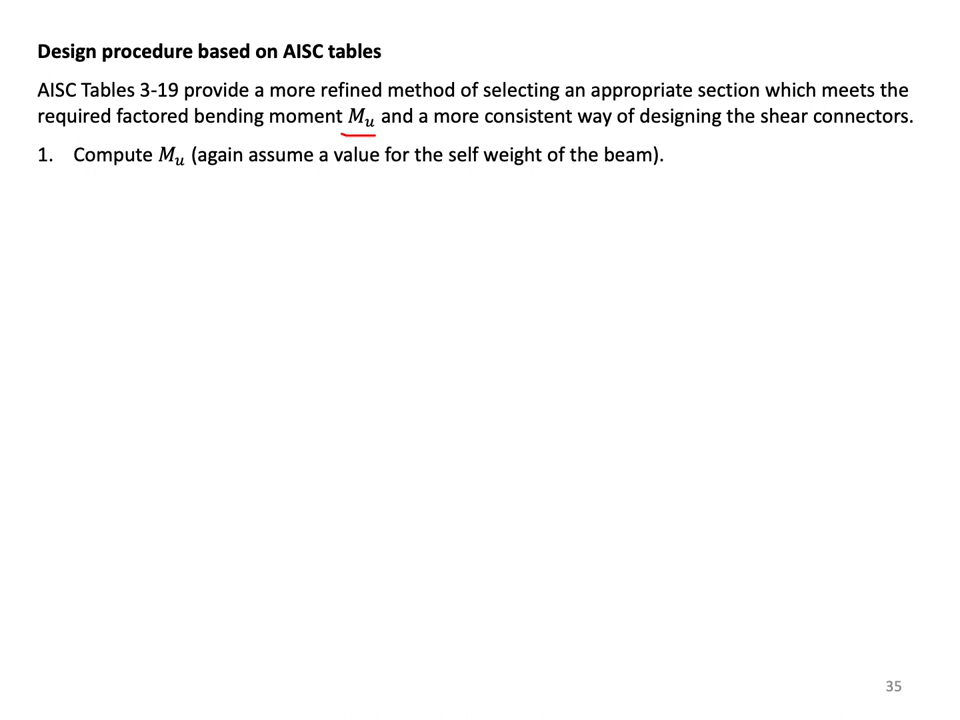 Design procedure based on AISC tables
AISC Tables 3-19 provide a more refined method of selecting an appropriate section which meets the
required factored bending moment M_u and a more consistent way of designing the shear connectors.
1. Compute M_u (again assume a value for the self weight of the beam).
35